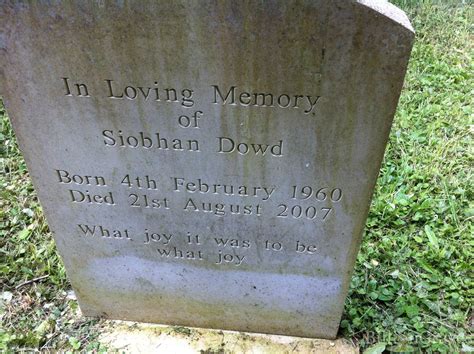 In Loving Memory
of
Siobhan Dowd
Born 4th February 1960
Died 21st August 2007
What joy it was to be
what joy